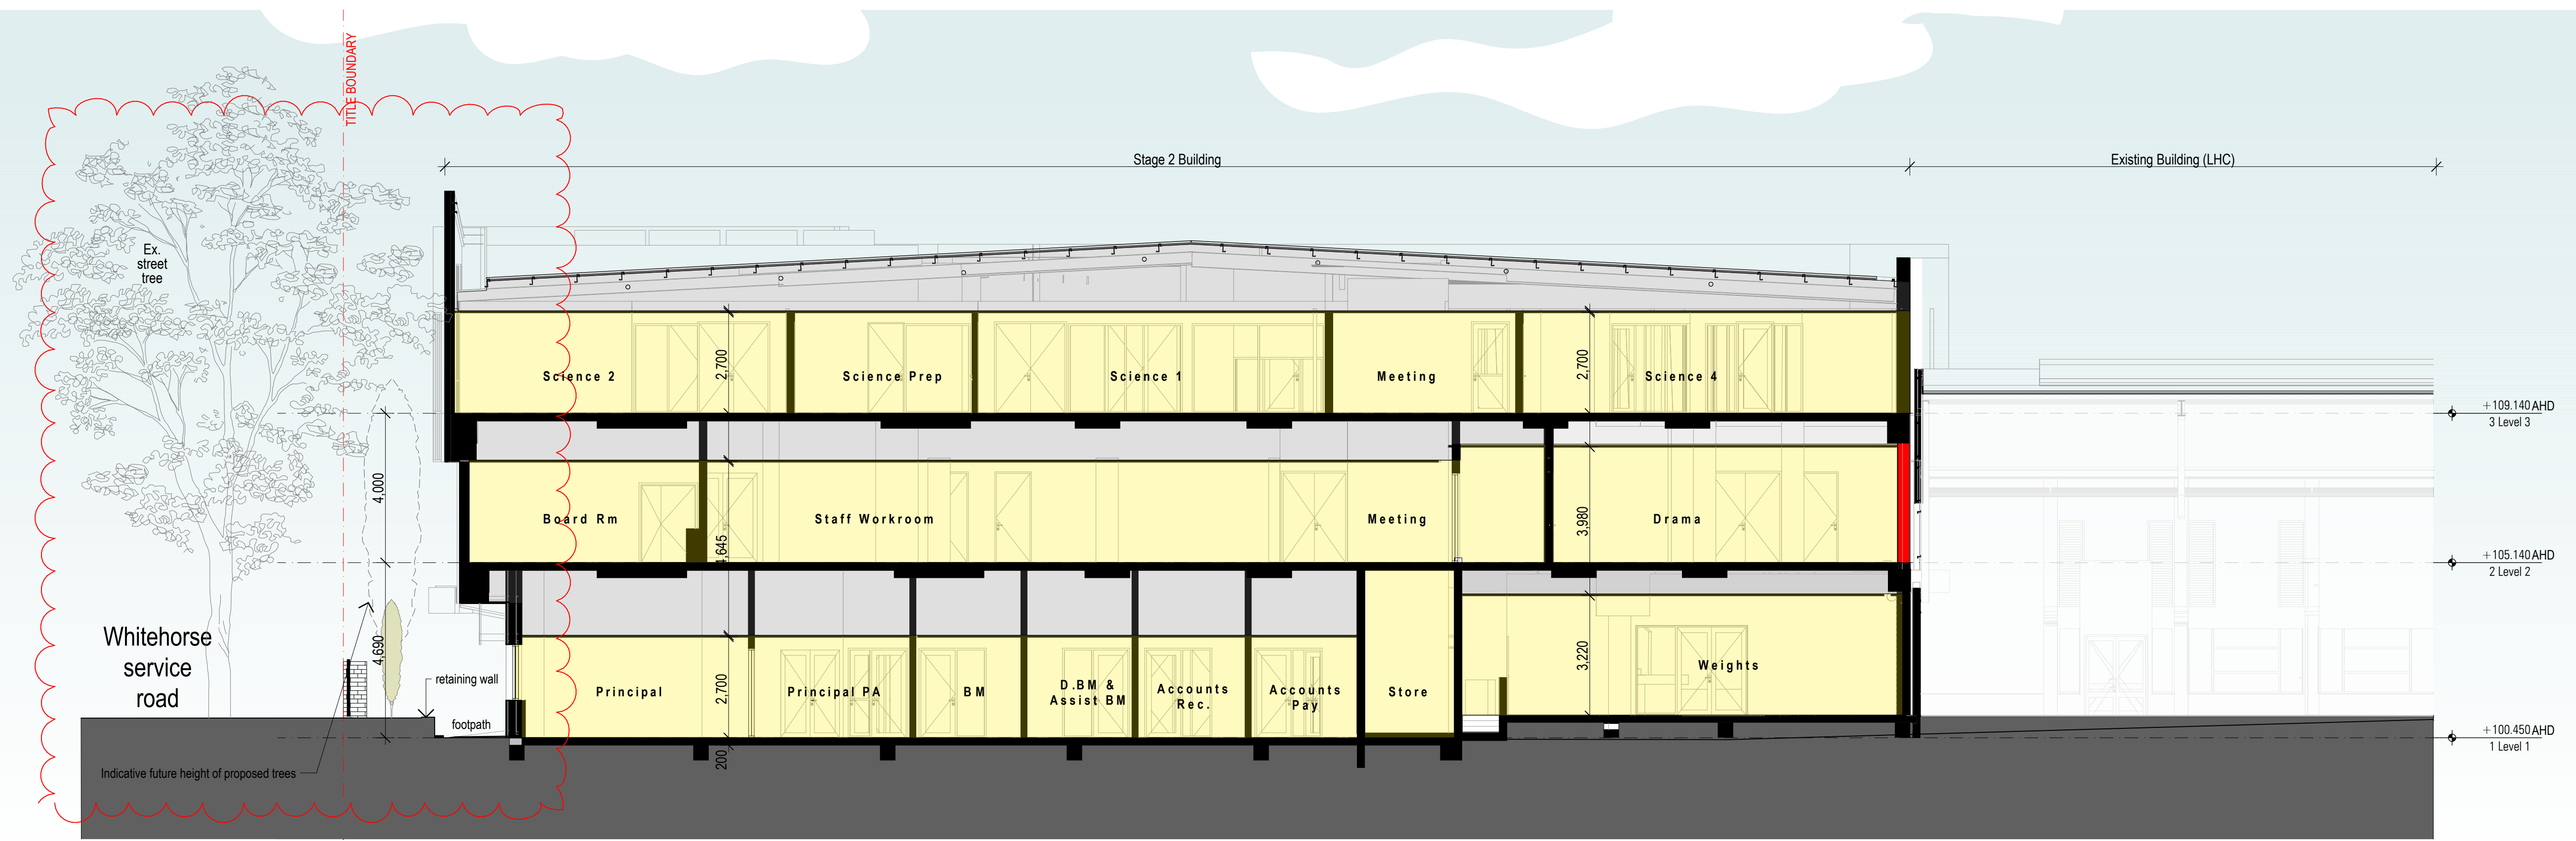 TITLE BOUNDARY
Stage 2 Building
Existing Building (LHC)
Ex.
street
tree
2,700
2,700
Science 2
Science Prep
Science 1
Meeting
Science 4
+109.140 AHD
3 Level 3
4,000
Board Rm
Staff Workroom
Meeting
3,980
Drama
+105.140 AHD
2 Level 2
Whitehorse
service
road
4,690
retaining wall
footpath
Principal
2,700
Principal PA
BM
D.BM &
Assist BM
Accounts
Rec.
Accounts
Pay
Store
3,220
Weights
+100.450 AHD
1 Level 1
200
Indicative future height of proposed trees